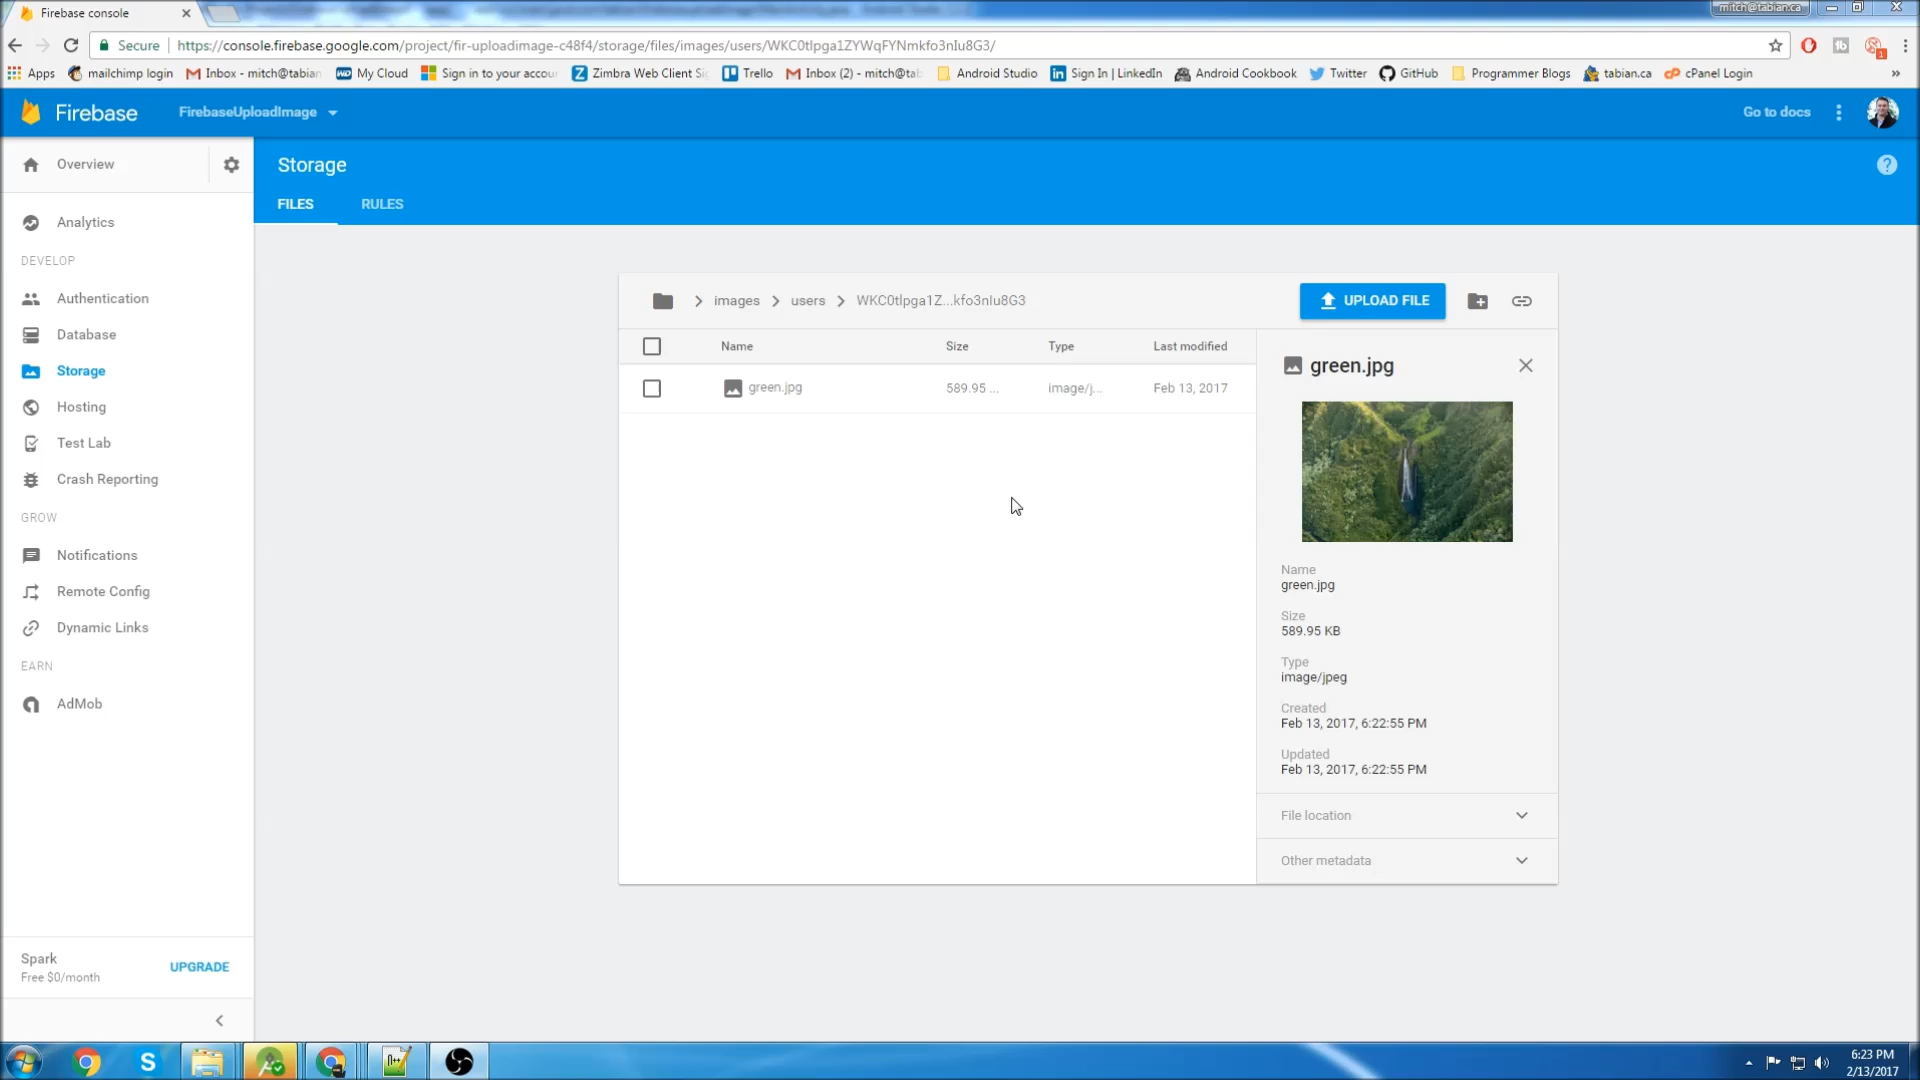 Firebase console
mitch@tabian.ca
Secure
https://console.firebase.google.com/project/fir-uploadimage-c48f4/storage/files/images/users/WKC0tlpga1ZYWqFYNmkfo3nIu8G3/
Apps
mailchimp login
Inbox - mitch@tabian
My Cloud
Sign in to your accou
Zimbra Web Client Si
Trello
Inbox (2) - mitch@tab
Android Studio
Sign In | LinkedIn
Android Cookbook
Twitter
GitHub
Programmer Blogs
tabian.ca
cPanel Login
»
Firebase
FirebaseUploadImage
Go to docs
Overview
Storage
FILES
RULES
Analytics
DEVELOP
Authentication
Database
Storage
Hosting
Test Lab
Crash Reporting
GROW
Notifications
Remote Config
Dynamic Links
EARN
AdMob
Spark
Free $0/month
UPGRADE
images
users
WKC0tlpga1Z...kfo3nIu8G3
UPLOAD FILE
Name
Size
Type
Last modified
green.jpg
589.95 ...
image/j...
Feb 13, 2017
green.jpg
Name
green.jpg
Size
589.95 KB
Type
image/jpeg
Created
Feb 13, 2017, 6:22:55 PM
Updated
Feb 13, 2017, 6:22:55 PM
File location
Other metadata
6:23 PM
2/13/2017